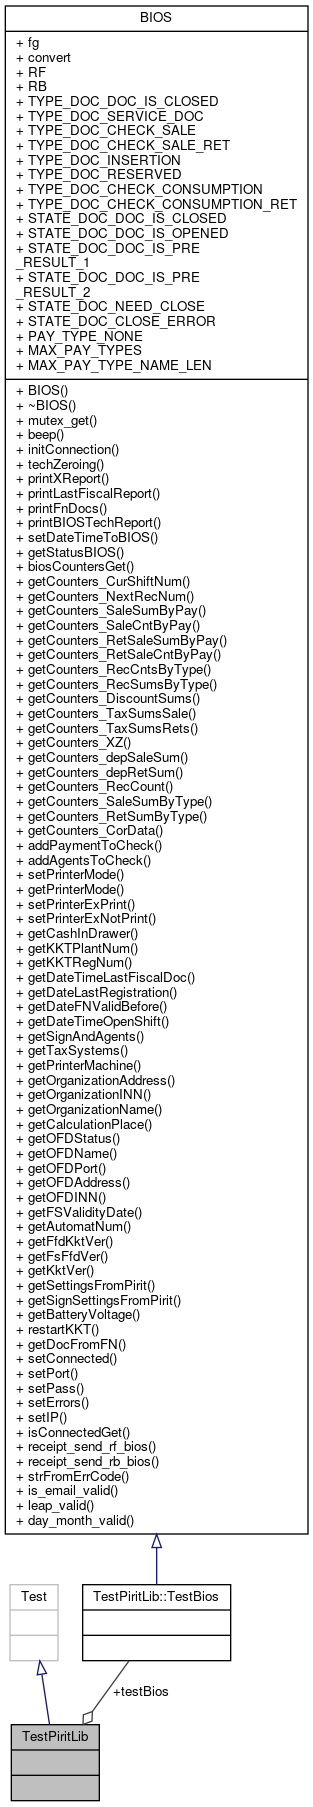 BIOS
+ fg
+ convert
+ RF
+ RB
+ TYPE_DOC_DOC_IS_CLOSED
+ TYPE_DOC_SERVICE_DOC
+ TYPE_DOC_CHECK_SALE
+ TYPE_DOC_CHECK_SALE_RET
+ TYPE_DOC_INSERTION
+ TYPE_DOC_RESERVED
+ TYPE_DOC_CHECK_CONSUMPTION
+ TYPE_DOC_CHECK_CONSUMPTION_RET
+ STATE_DOC_DOC_IS_CLOSED
+ STATE_DOC_DOC_IS_OPENED
+ STATE_DOC_DOC_IS_PRE
_RESULT_1
+ STATE_DOC_DOC_IS_PRE
_RESULT_2
+ STATE_DOC_NEED_CLOSE
+ STATE_DOC_CLOSE_ERROR
+ PAY_TYPE_NONE
+ MAX_PAY_TYPES
+ MAX_PAY_TYPE_NAME_LEN
+ BIOS()
+ ~BIOS()
+ mutex_get()
+ beep()
+ initConnection()
+ techZeroing()
+ printXReport()
+ printLastFiscalReport()
+ printFnDocs()
+ printBIOSTechReport()
+ setDateTimeToBIOS()
+ getStatusBIOS()
+ biosCountersGet()
+ getCounters_CurShiftNum()
+ getCounters_NextRecNum()
+ getCounters_SaleSumByPay()
+ getCounters_SaleCntByPay()
+ getCounters_RetSaleSumByPay()
+ getCounters_RetSaleCntByPay()
+ getCounters_RecCntsByType()
+ getCounters_RecSumsByType()
+ getCounters_DiscountSums()
+ getCounters_TaxSumsSale()
+ getCounters_TaxSumsRets()
+ getCounters_XZ()
+ getCounters_depSaleSum()
+ getCounters_depRetSum()
+ getCounters_RecCount()
+ getCounters_SaleSumByType()
+ getCounters_RetSumByType()
+ getCounters_CorData()
+ addPaymentToCheck()
+ addAgentsToCheck()
+ setPrinterMode()
+ getPrinterMode()
+ setPrinterExPrint()
+ setPrinterExNotPrint()
+ getCashInDrawer()
+ getKKTPlantNum()
+ getKKTRegNum()
+ getDateTimeLastFiscalDoc()
+ getDateLastRegistration()
+ getDateFNValidBefore()
+ getDateTimeOpenShift()
+ getSignAndAgents()
+ getTaxSystems()
+ getPrinterMachine()
+ getOrganizationAddress()
+ getOrganizationINN()
+ getOrganizationName()
+ getCalculationPlace()
+ getOFDStatus()
+ getOFDName()
+ getOFDPort()
+ getOFDAddress()
+ getOFDINN()
+ getFSValidityDate()
+ getAutomatNum()
+ getFfdKktVer()
+ getFsFfdVer()
+ getKktVer()
+ getSettingsFromPirit()
+ getSignSettingsFromPirit()
+ getBatteryVoltage()
+ restartKKT()
+ getDocFromFN()
+ setConnected()
+ setPort()
+ setPass()
+ setErrors()
+ setIP()
+ isConnectedGet()
+ receipt_send_rf_bios()
+ receipt_send_rb_bios()
+ strFromErrCode()
+ is_email_valid()
+ leap_valid()
+ day_month_valid()
Test
TestPiritLib::TestBios
+testBios
TestPiritLib